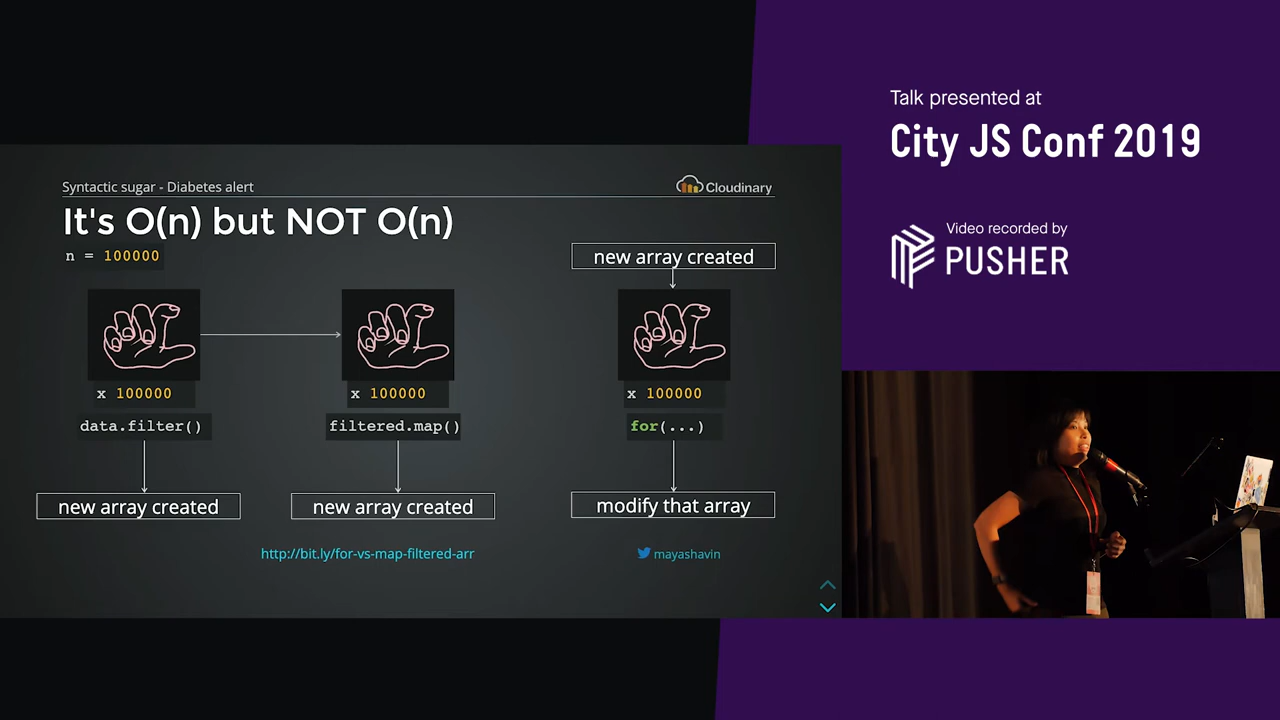 Talk presented at
City JS Conf 2019
Video recorded by
PUSHER
Syntactic sugar - Diabetes alert
Cloudinary
It's O(n) but NOT O(n)
n = 100000
new array created
x 100000
x 100000
x 100000
data.filter()
filtered.map()
for(...)
new array created
new array created
modify that array
http://bit.ly/for-vs-map-filtered-arr
mayashavin